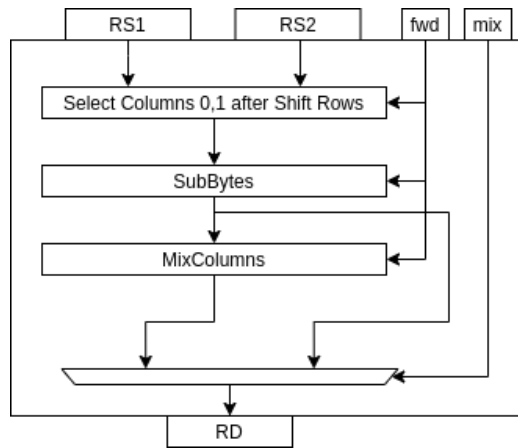 RS1 RS2 fwd mix
Select Columns 0,1 after Shift Rows
SubBytes
MixColumns
RD